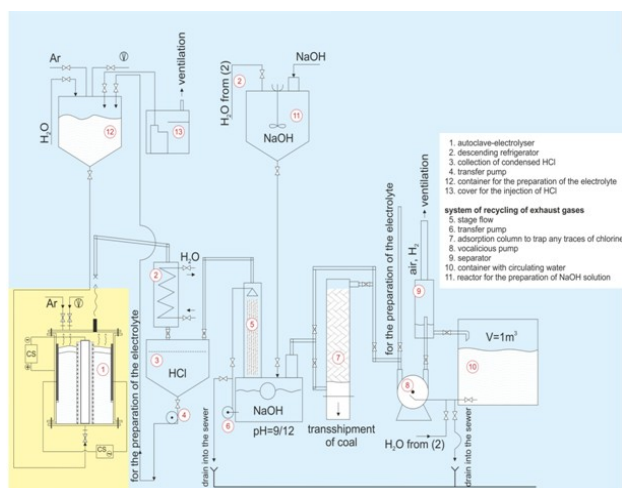 Ar
ventilation
H₂O
12
13
H₂O from (2)
2
NaOH
11
NaOH
1. autoclave-electrolyser
2. descending refrigerator
3. collection of condensed HCl
4. transfer pump
12. container for the preparation of the electrolyte
13. cover for the injection of HCl
system of recycling of exhaust gases
5. stage flow
6. transfer pump
7. adsorption column to trap any traces of chlorine
8. vocalicious pump
9. separator
10. container with circulating water
11. reactor for the preparation of NaOH solution
for the preparation of the electrolyte
air, H₂
ventilation
9
H₂O
2
5
Ar
CS
1
CS
for the preparation of the electrolyte
3
HCl
4
6
NaOH
pH=9/12
7
transshipment
of coal
8
H₂O from (2)
V=1m³
10
drain into the sewer
drain into the sewer